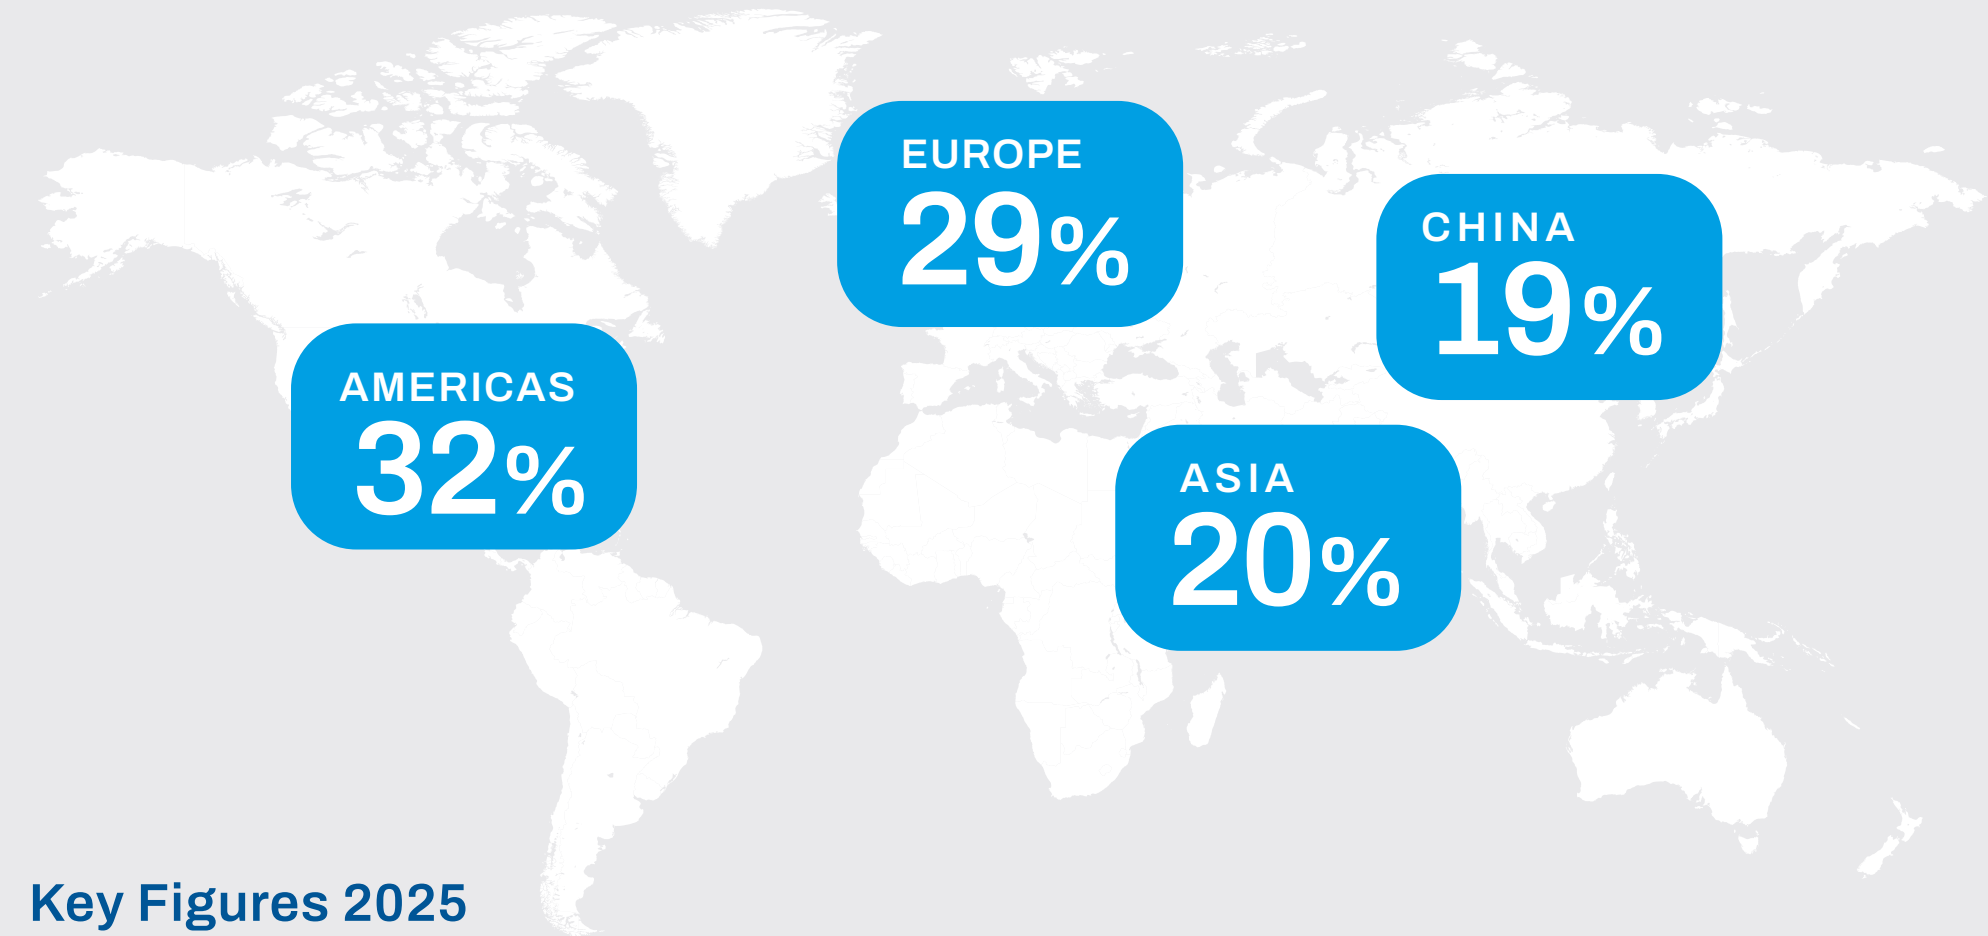 EUROPE
29%
CHINA
19%
AMERICAS
32%
ASIA
20%
Key Figures 2025